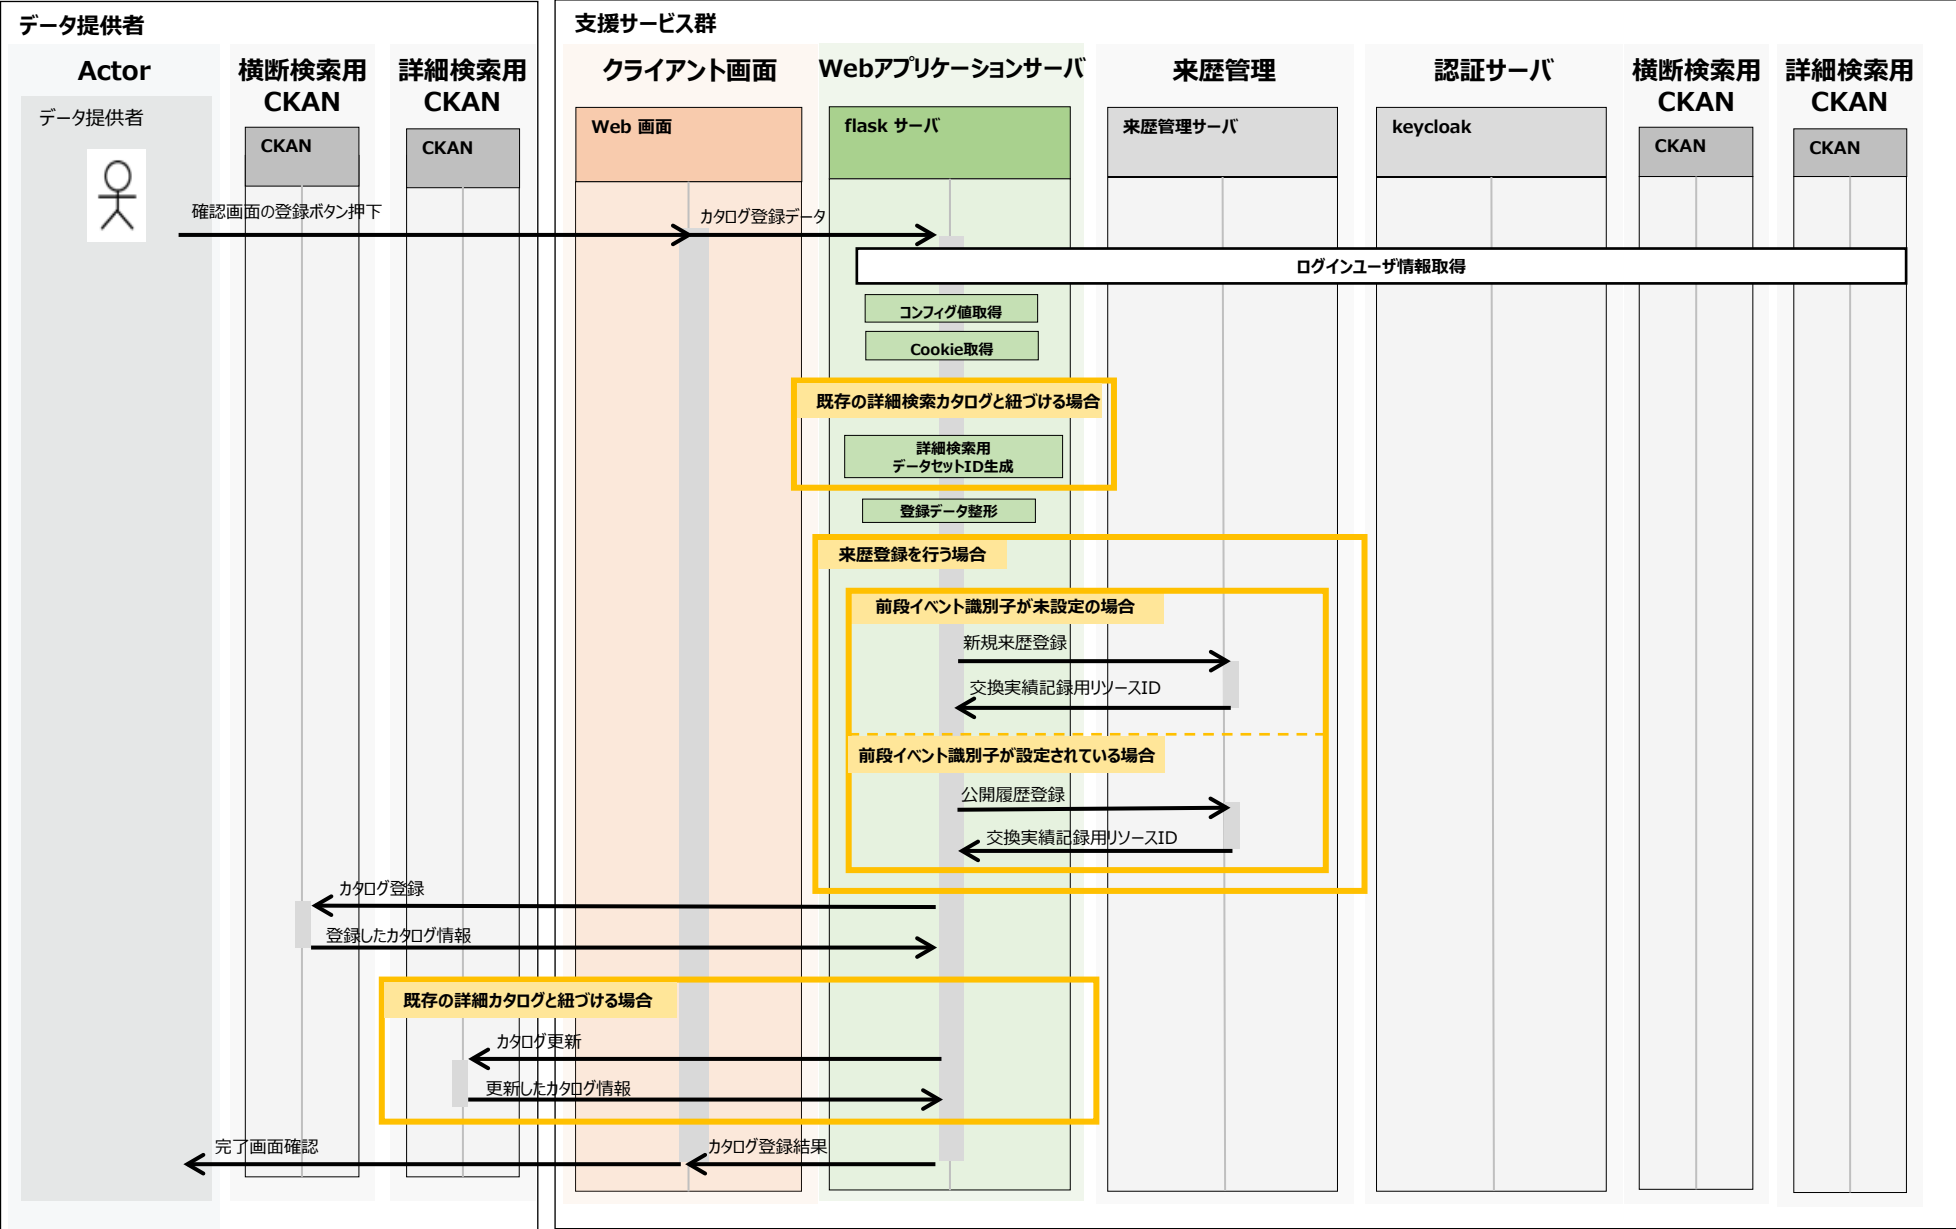 データ提供者
支援サービス群
Actor
横断検索用
CKAN
詳細検索用
CKAN
クライアント画面
Webアプリケーションサーバ
来歴管理
認証サーバ
横断検索用
CKAN
詳細検索用
CKAN
データ提供者
CKAN
CKAN
Web 画面
flask サーバ
来歴管理サーバ
keycloak
CKAN
CKAN
確認画面の登録ボタン押下
カタログ登録データ
ログインユーザ情報取得
コンフィグ値取得
Cookie取得
既存の詳細検索カタログと紐づける場合
詳細検索用
データセットID生成
登録データ整形
来歴登録を行う場合
前段イベント識別子が未設定の場合
新規来歴登録
交換実績記録用リソースID
前段イベント識別子が設定されている場合
公開履歴登録
交換実績記録用リソースID
カタログ登録
登録したカタログ情報
既存の詳細カタログと紐づける場合
カタログ更新
更新したカタログ情報
完了画面確認
カタログ登録結果